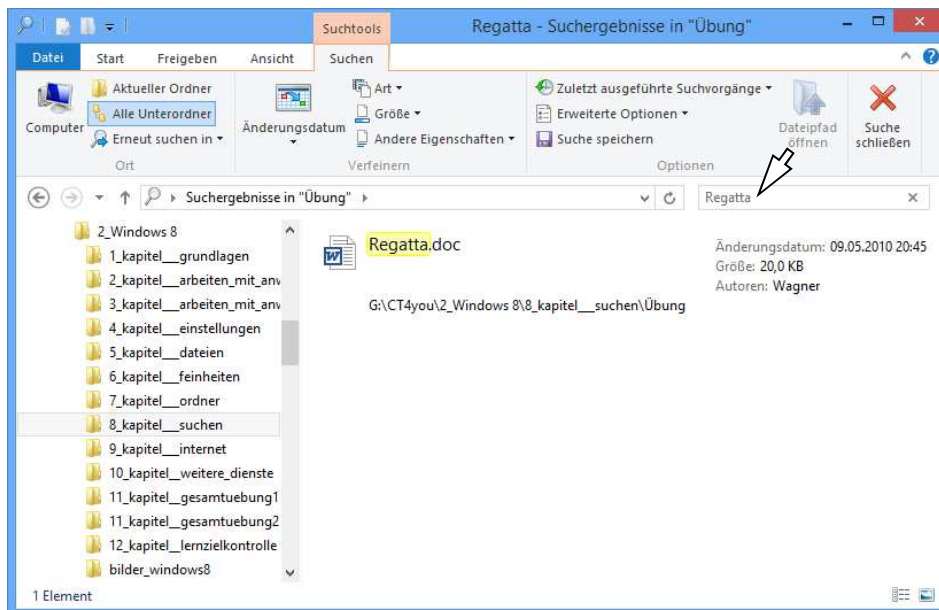 Suchtools
Regatta - Suchergebnisse in "Übung"
Datei Start Freigeben Ansicht Suchen
Computer
Aktueller Ordner
Alle Unterordner
Erneut suchen in
Ort
Änderungsdatum
Art
Größe
Andere Eigenschaften
Verfeinern
Zuletzt ausgeführte Suchvorgänge
Erweiterte Optionen
Suche speichern
Dateipfad
öffnen
Optionen
Suche
schließen
Suchergebnisse in "Übung"
Regatta
2_Windows 8
1_kapitel__grundlagen
2_kapitel__arbeiten_mit_anw
3_kapitel__arbeiten_mit_anw
4_kapitel__einstellungen
5_kapitel__dateien
6_kapitel__feinheiten
7_kapitel__ordner
8_kapitel__suchen
9_kapitel__internet
10_kapitel__weitere_dienste
11_kapitel__gesamtuebung1
11_kapitel__gesamtuebung2
12_kapitel__lernzielkontrolle
bilder_windows8
Regatta.doc
G:\CT4you\2_Windows 8\8_kapitel__suchen\Übung
Änderungsdatum: 09.05.2010 20:45
Größe: 20,0 KB
Autoren: Wagner
1 Element